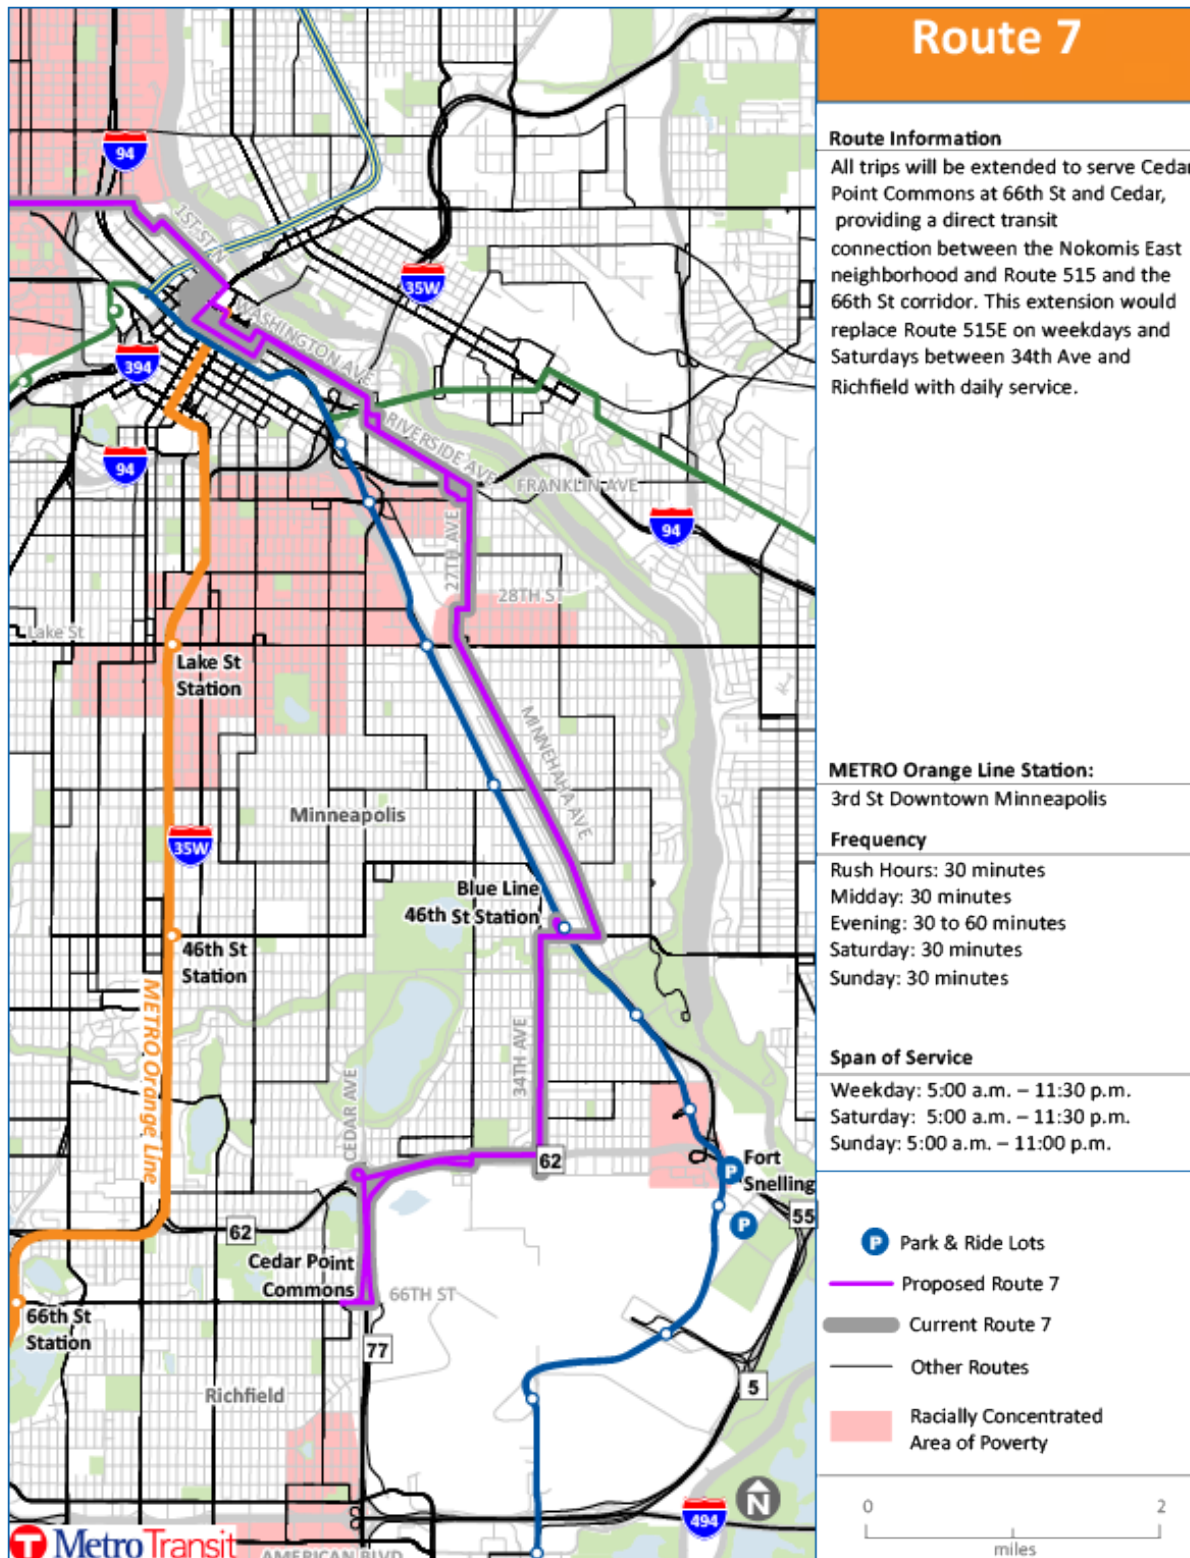 Route 7
Route Information
All trips will be extended to serve Cedar
Point Commons at 66th St and Cedar,
providing a direct transit
connection between the Nokomis East
neighborhood and Route 515 and the
66th St corridor. This extension would
replace Route 515E on weekdays and
Saturdays between 34th Ave and
Richfield with daily service.
METRO Orange Line Station:
3rd St Downtown Minneapolis
Frequency
Rush Hours: 30 minutes
Midday: 30 minutes
Evening: 30 to 60 minutes
Saturday: 30 minutes
Sunday: 30 minutes
Span of Service
Weekday: 5:00 a.m. – 11:30 p.m.
Saturday: 5:00 a.m. – 11:30 p.m.
Sunday: 5:00 a.m. – 11:00 p.m.
P Park & Ride Lots
Proposed Route 7
Current Route 7
Other Routes
Racially Concentrated
Area of Poverty
0 2
miles
94
1ST ST N
35W
WASHINGTON AVE
394
RIVERSIDE AVE
94
FRANKLIN AVE
94
27TH AVE
28TH ST
Lake St
Lake St
Station
MINNEHAHA AVE
Minneapolis
35W
Blue Line
46th St Station
46th St
Station
METRO Orange Line
34TH AVE
CEDAR AVE
62
P
Fort
Snelling
P
55
62
Cedar Point
Commons
66TH ST
66th St
Station
77
5
Richfield
N
494
T MetroTransit
AMERICAN BLVD